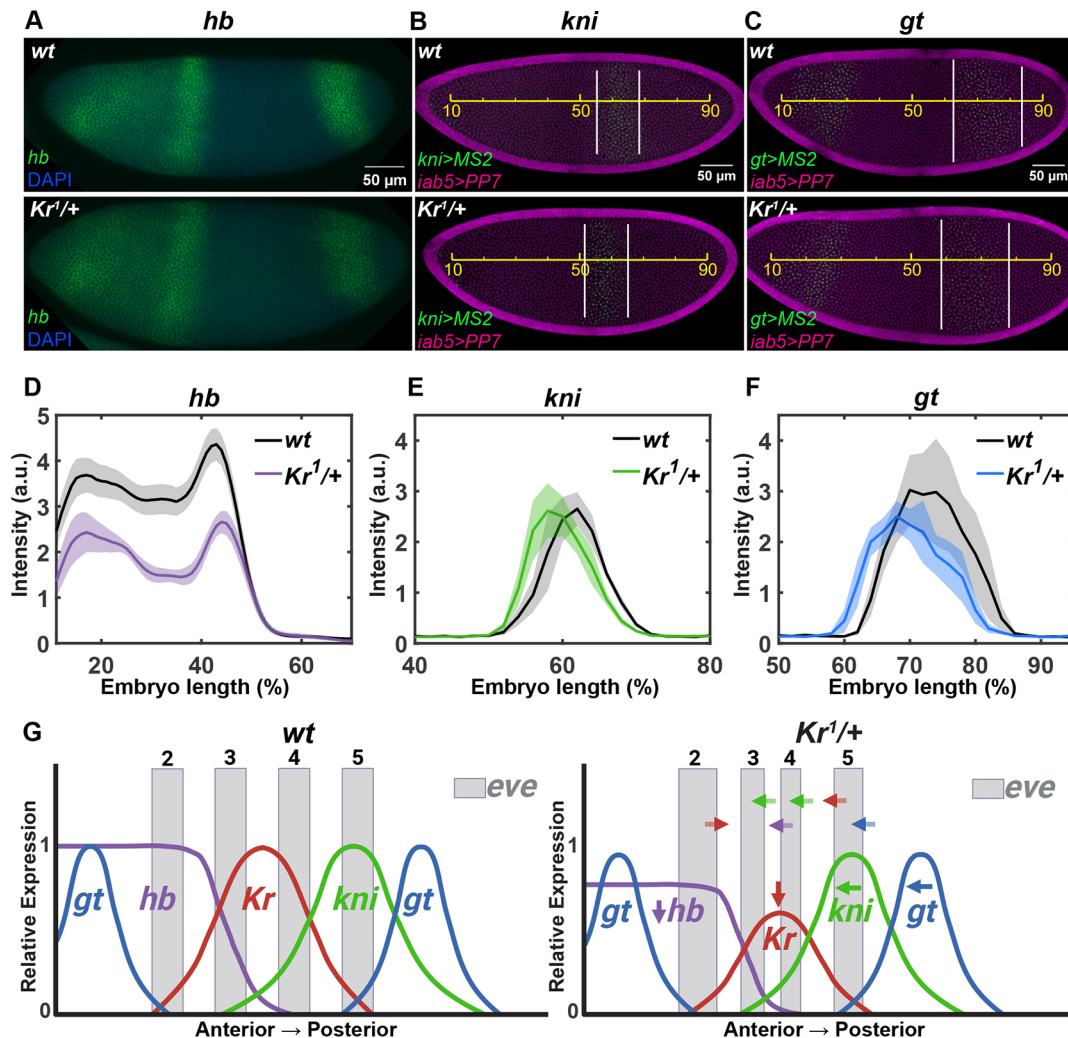 A
hb
wt
hb
DAPI
50 µm
Kr1/+
hb
DAPI
B
kni
wt
10
50
90
kni>MS2
iab5>PP7
50 µm
Kr1/+
10
50
90
kni>MS2
iab5>PP7
C
gt
wt
10
50
90
gt>MS2
iab5>PP7
50 µm
Kr1/+
10
50
90
gt>MS2
iab5>PP7
D
hb
Intensity (a.u.)
5
4
3
2
1
0
wt
Kr1/+
20
40
60
Embryo length (%)
E
kni
Intensity (a.u.)
4
3
2
1
0
wt
Kr1/+
40
60
80
Embryo length (%)
F
gt
Intensity (a.u.)
4
3
2
1
0
wt
Kr1/+
50
60
70
80
90
Embryo length (%)
G
wt
2
3
4
5
eve
Relative Expression
1
0
gt
hb
Kr
kni
gt
Anterior → Posterior
Kr1/+
2
3
4
5
eve
Relative Expression
1
0
gt
hb
Kr
kni
gt
Anterior → Posterior